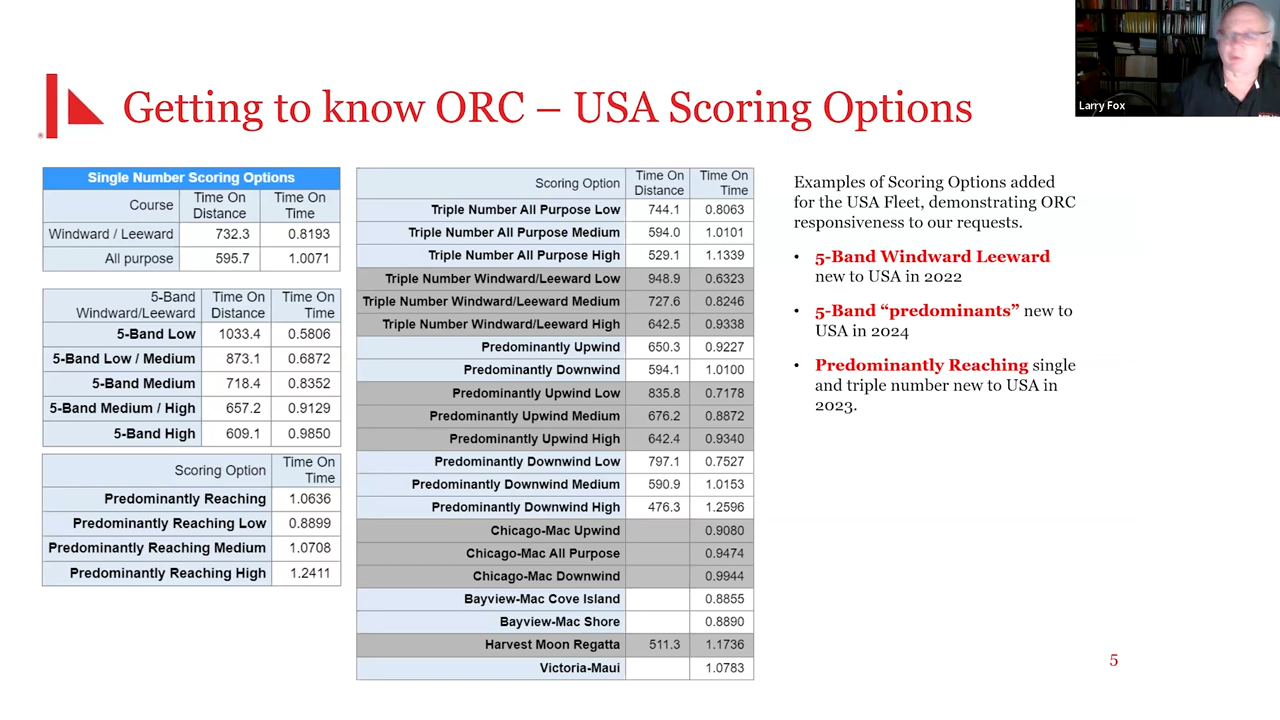 Larry Fox
Getting to know ORC – USA Scoring Options
Single Number Scoring Options
Course Time On Distance Time On Time
Windward / Leeward 732.3 0.8193
All purpose 595.7 1.0071
5-Band Windward/Leeward Time On Distance Time On Time
5-Band Low 1033.4 0.5806
5-Band Low / Medium 873.1 0.6872
5-Band Medium 718.4 0.8352
5-Band Medium / High 657.2 0.9129
5-Band High 609.1 0.9850
Scoring Option Time On Time
Predominantly Reaching 1.0636
Predominantly Reaching Low 0.8899
Predominantly Reaching Medium 1.0708
Predominantly Reaching High 1.2411
Scoring Option Time On Distance Time On Time
Triple Number All Purpose Low 744.1 0.8063
Triple Number All Purpose Medium 594.0 1.0101
Triple Number All Purpose High 529.1 1.1339
Triple Number Windward/Leeward Low 948.9 0.6323
Triple Number Windward/Leeward Medium 727.6 0.8246
Triple Number Windward/Leeward High 642.5 0.9338
Predominantly Upwind 650.3 0.9227
Predominantly Downwind 594.1 1.0100
Predominantly Upwind Low 835.8 0.7178
Predominantly Upwind Medium 676.2 0.8872
Predominantly Upwind High 642.4 0.9340
Predominantly Downwind Low 797.1 0.7527
Predominantly Downwind Medium 590.9 1.0153
Predominantly Downwind High 476.3 1.2596
Chicago-Mac Upwind 0.9080
Chicago-Mac All Purpose 0.9474
Chicago-Mac Downwind 0.9944
Bayview-Mac Cove Island 0.8855
Bayview-Mac Shore 0.8890
Harvest Moon Regatta 511.3 1.1736
Victoria-Maui 1.0783
Examples of Scoring Options added
for the USA Fleet, demonstrating ORC
responsiveness to our requests.
• 5-Band Windward Leeward
new to USA in 2022
• 5-Band “predominants” new to
USA in 2024
• Predominantly Reaching single
and triple number new to USA in
2023.
5